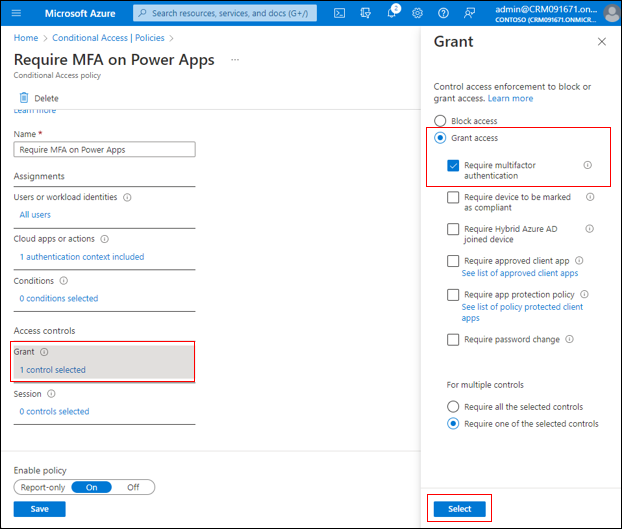 Microsoft Azure
Search resources, services, and docs (G+/)
1
admin@CRM091671.on...
CONTOSO (CRM091671.ONMICR...
Home > Conditional Access | Policies >
Require MFA on Power Apps ...
Conditional Access policy
Delete
Learn more
Name *
Require MFA on Power Apps
Assignments
Users or workload identities
All users
Cloud apps or actions
1 authentication context included
Conditions
0 conditions selected
Access controls
Grant
1 control selected
Session
0 controls selected
Enable policy
Report-only On Off
Save
Grant
Control access enforcement to block or
grant access. Learn more
Block access
Grant access
Require multifactor
authentication
Require device to be marked
as compliant
Require Hybrid Azure AD
joined device
Require approved client app
See list of approved client apps
Require app protection policy
See list of policy protected client
apps
Require password change
For multiple controls
Require all the selected controls
Require one of the selected controls
Select